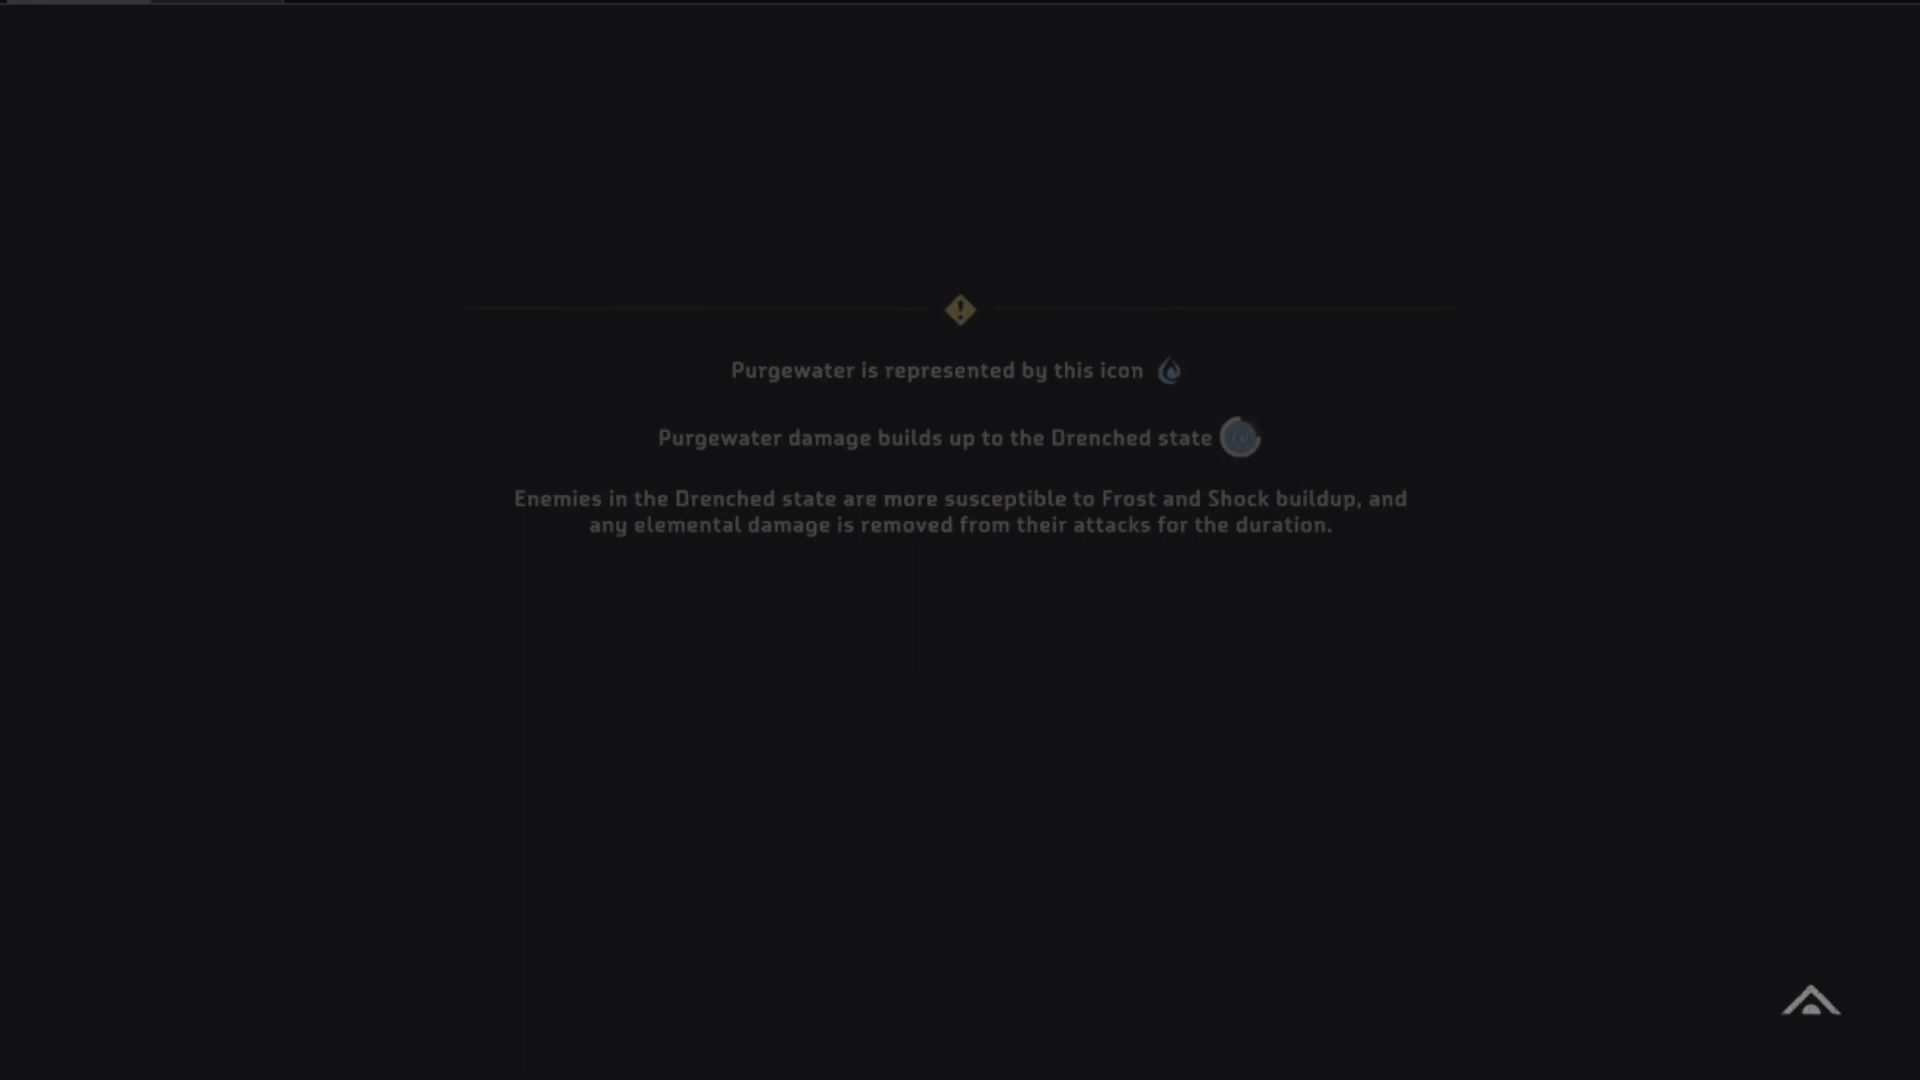 Purgewater is represented by this icon
Purgewater damage builds up to the Drenched state
Enemies in the Drenched state are more susceptible to Frost and Shock buildup, and
any elemental damage is removed from their attacks for the duration.